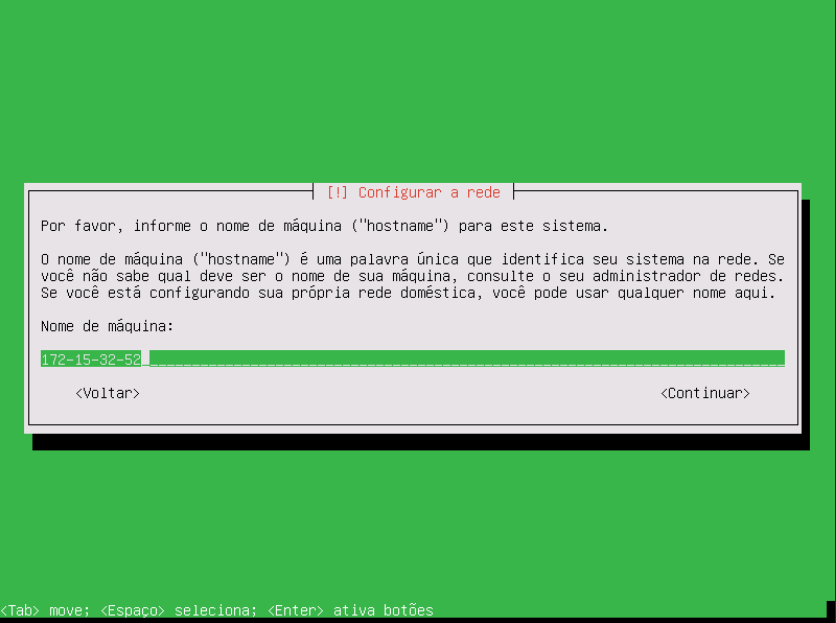 [!] Configurar a rede
Por favor, informe o nome de máquina ("hostname") para este sistema.
O nome de máquina ("hostname") é uma palavra única que identifica seu sistema na rede. Se
você não sabe qual deve ser o nome de sua máquina, consulte o seu administrador de redes.
Se você está configurando sua própria rede doméstica, você pode usar qualquer nome aqui.
Nome de máquina:
172-15-32-52
<Voltar> <Continuar>
<Tab> move; <Espaço> seleciona; <Enter> ativa botões